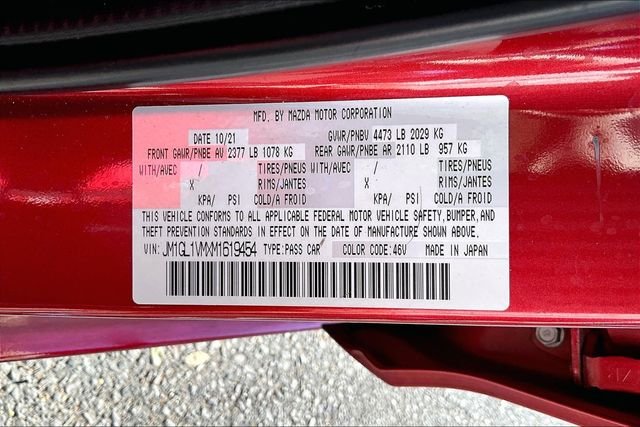 MFD. BY MAZDA MOTOR CORPORATION
DATE 10/21 GVWR/PNBV 4473 LB 2029 KG
FRONT GAWR/PNBE AV 2377 LB 1078 KG REAR GAWR/PNBE AR 2110 LB 957 KG
WITH/AVEC / TIRES/PNEUS WITH/AVEC / TIRES/PNEUS
X RIMS/JANTES X RIMS/JANTES
KPA/ PSI COLD/A FROID KPA/ PSI COLD/A FROID
THIS VEHICLE CONFORMS TO ALL APPLICABLE FEDERAL MOTOR VEHICLE SAFETY,BUMPER,AND
THEFT PREVENTION STANDARDS IN EFFECT ON THE DATE OF MANUFACTURE SHOWN ABOVE.
VIN: JM1GL1VMXM1619454 TYPE:PASS CAR COLOR CODE:46V MADE IN JAPAN